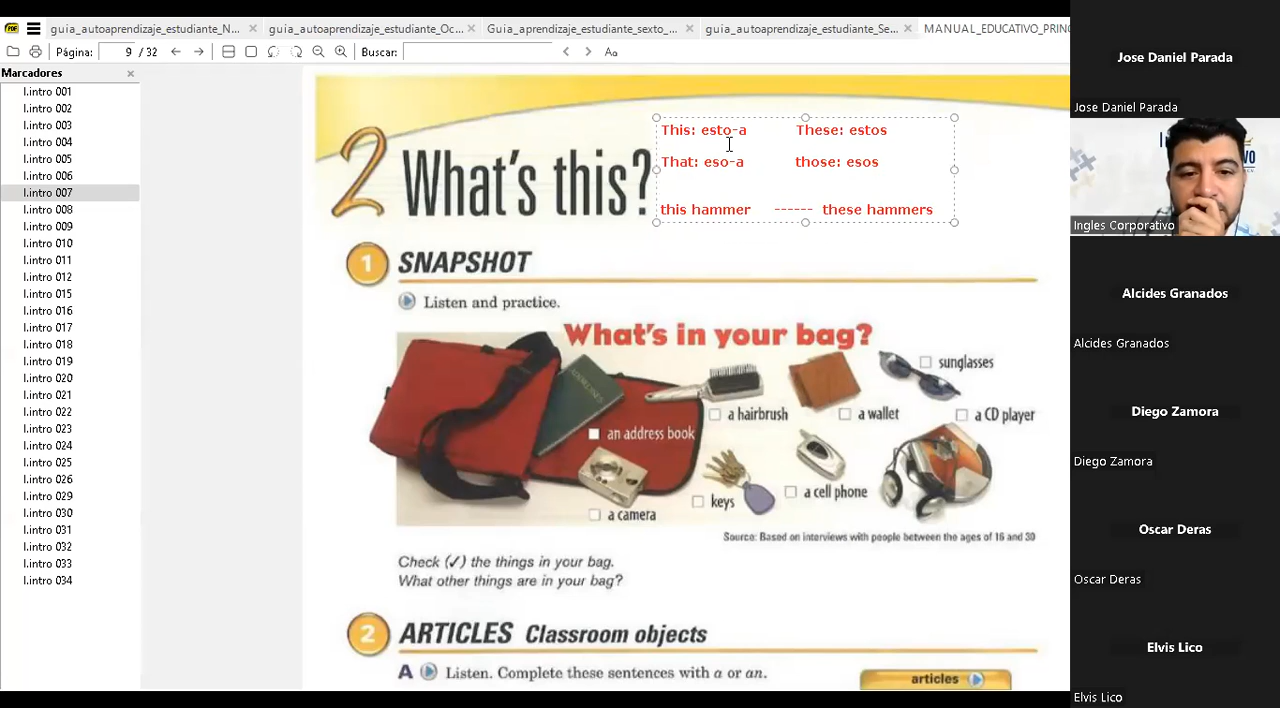 guia_autoaprendizaje_estudiante_N... guia_autoaprendizaje_estudiante_Oc... Guia_aprendizaje_estudiante_sexto_... guia_autoaprendizaje_estudiante_Se... MANUAL_EDUCATIVO_PRINC
Página: 9 / 32 Buscar: Aa
Marcadores
I.intro 001
I.intro 002
I.intro 003
I.intro 004
I.intro 005
I.intro 006
I.intro 007
I.intro 008
I.intro 009
I.intro 010
I.intro 011
I.intro 012
I.intro 015
I.intro 016
I.intro 017
I.intro 018
I.intro 019
I.intro 020
I.intro 021
I.intro 022
I.intro 023
I.intro 024
I.intro 025
I.intro 026
I.intro 029
I.intro 030
I.intro 031
I.intro 032
I.intro 033
I.intro 034
2 What's this?
This: esto-a These: estos
That: eso-a those: esos
this hammer ------ these hammers
1 SNAPSHOT
Listen and practice.
What's in your bag?
sunglasses
a hairbrush
a wallet
a CD player
an address book
a cell phone
keys
a camera
Source: Based on interviews with people between the ages of 16 and 30
Check (✓) the things in your bag.
What other things are in your bag?
2 ARTICLES Classroom objects
A Listen. Complete these sentences with a or an.
articles
Jose Daniel Parada
Jose Daniel Parada
Ingles Corporativo
Alcides Granados
Alcides Granados
Diego Zamora
Diego Zamora
Oscar Deras
Oscar Deras
Elvis Lico
Elvis Lico